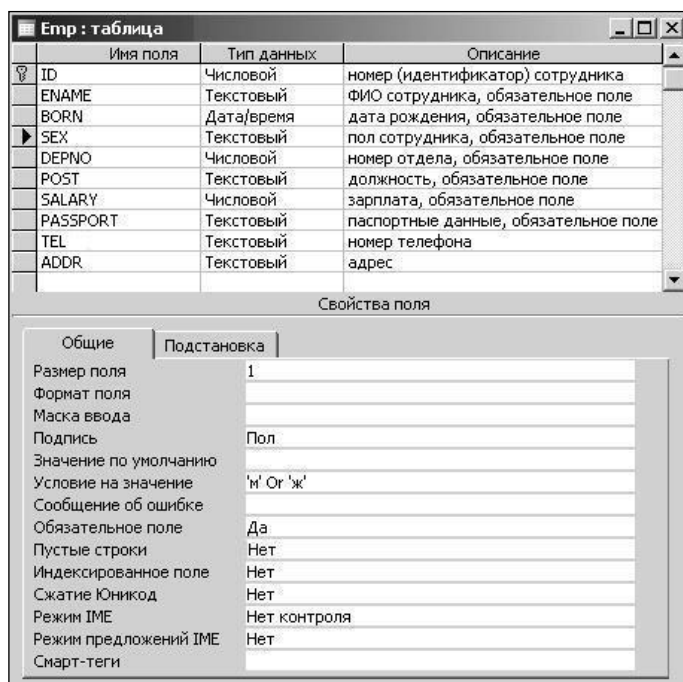 Emp : таблица
Имя поля Тип данных Описание
ID Числовой номер (идентификатор) сотрудника
ENAME Текстовый ФИО сотрудника, обязательное поле
BORN Дата/время дата рождения, обязательное поле
SEX Текстовый пол сотрудника, обязательное поле
DEPNO Числовой номер отдела, обязательное поле
POST Текстовый должность, обязательное поле
SALARY Числовой зарплата, обязательное поле
PASSPORT Текстовый паспортные данные, обязательное поле
TEL Текстовый номер телефона
ADDR Текстовый адрес
Свойства поля
Общие Подстановка
Размер поля 1
Формат поля
Маска ввода
Подпись Пол
Значение по умолчанию
Условие на значение 'м' Or 'ж'
Сообщение об ошибке
Обязательное поле Да
Пустые строки Нет
Индексированное поле Нет
Сжатие Юникод Нет
Режим IME Нет контроля
Режим предложений IME Нет
Смарт-теги